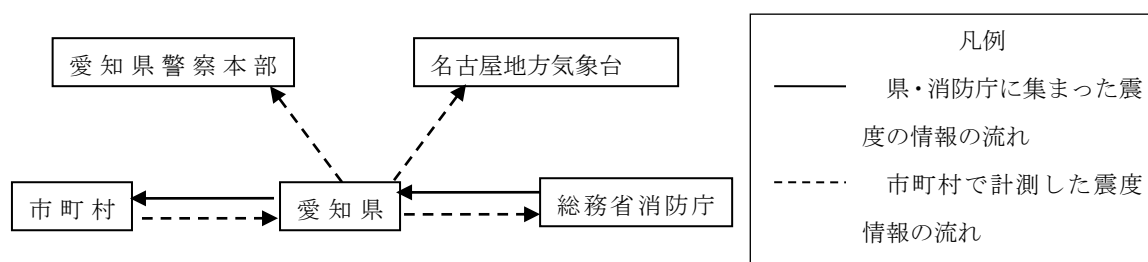 愛知県警察本部
名古屋地方気象台
市町村
愛知県
総務省消防庁
凡例
県・消防庁に集まった震
度の情報の流れ
市町村で計測した震度
情報の流れ